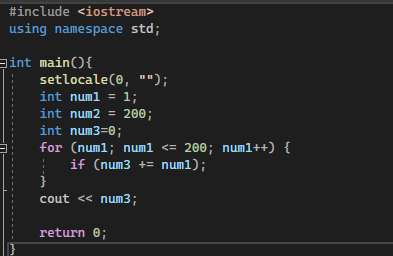 #include <iostream>
using namespace std;
int main(){
setlocale(0, "");
int num1 = 1;
int num2 = 200;
int num3=0;
for (num1; num1 <= 200; num1++) {
if (num3 += num1);
}
cout << num3;
return 0;
}